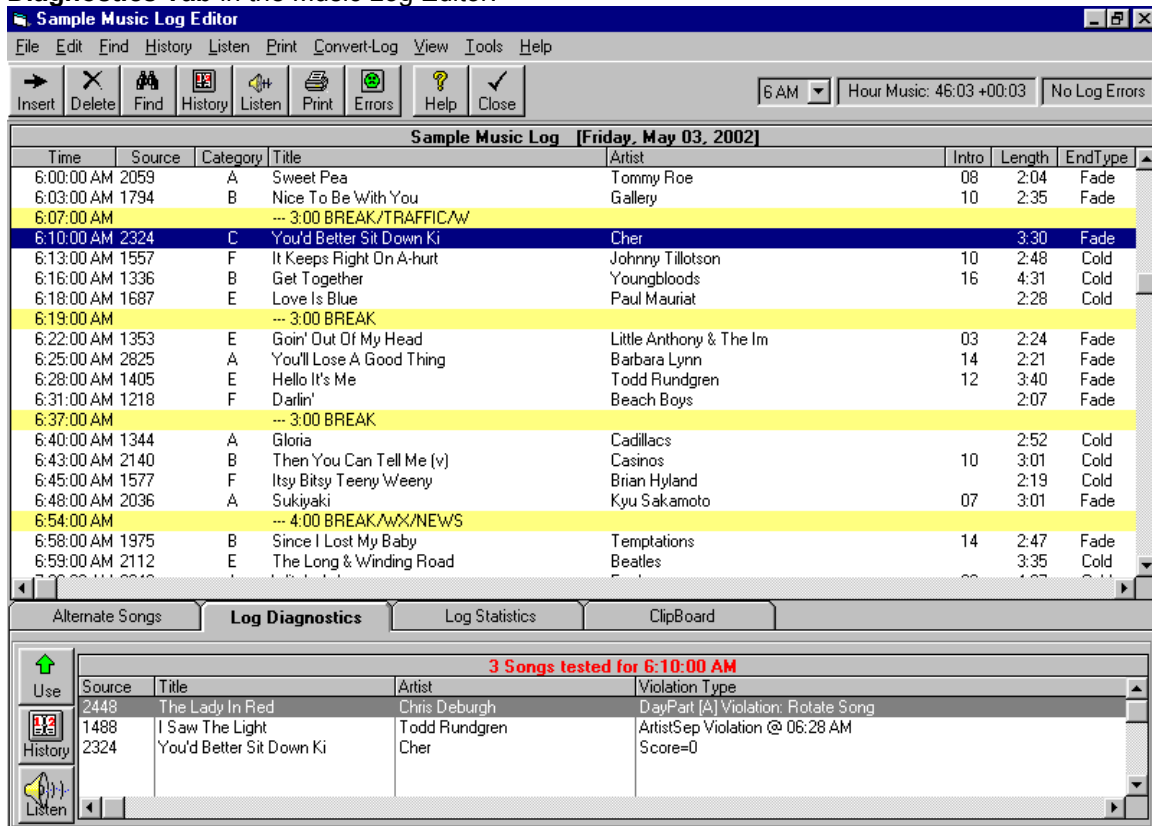 Diagnostics Tab in the Music Log Editor.
Sample Music Log Editor
File Edit Find History Listen Print Convert-Log View Tools Help
Insert Delete Find History Listen Print Errors Help Close 6 AM Hour Music: 46:03 +00:03 No Log Errors
Sample Music Log [Friday, May 03, 2002]
Time Source Category Title Artist Intro Length EndType
6:00:00 AM 2059 A Sweet Pea Tommy Roe 08 2:04 Fade
6:03:00 AM 1794 B Nice To Be With You Gallery 10 2:35 Fade
6:07:00 AM --- 3:00 BREAK/TRAFFIC/W
6:10:00 AM 2324 C You'd Better Sit Down Ki Cher 3:30 Fade
6:13:00 AM 1557 F It Keeps Right On A-hurt Johnny Tillotson 10 2:48 Cold
6:16:00 AM 1336 B Get Together Youngbloods 16 4:31 Cold
6:18:00 AM 1687 E Love Is Blue Paul Mauriat 2:28 Cold
6:19:00 AM --- 3:00 BREAK
6:22:00 AM 1353 E Goin' Out Of My Head Little Anthony & The Im 03 2:24 Fade
6:25:00 AM 2825 A You'll Lose A Good Thing Barbara Lynn 14 2:21 Fade
6:28:00 AM 1405 E Hello It's Me Todd Rundgren 12 3:40 Fade
6:31:00 AM 1218 F Darlin' Beach Boys 2:07 Fade
6:37:00 AM --- 3:00 BREAK
6:40:00 AM 1344 A Gloria Cadillacs 2:52 Cold
6:43:00 AM 2140 B Then You Can Tell Me (v) Casinos 10 3:01 Cold
6:45:00 AM 1577 F Itsy Bitsy Teeny Weeny Brian Hyland 2:19 Cold
6:48:00 AM 2036 A Sukiyaki Kyu Sakamoto 07 3:01 Fade
6:54:00 AM --- 4:00 BREAK/WX/NEWS
6:58:00 AM 1975 B Since I Lost My Baby Temptations 14 2:47 Fade
6:59:00 AM 2112 E The Long & Winding Road Beatles 3:35 Cold
Alternate Songs Log Diagnostics Log Statistics ClipBoard
3 Songs tested for 6:10:00 AM
Use Source Title Artist Violation Type
2448 The Lady In Red Chris Deburgh DayPart [A] Violation: Rotate Song
1488 I Saw The Light Todd Rundgren ArtistSep Violation @ 06:28 AM
History 2324 You'd Better Sit Down Ki Cher Score=0
Listen